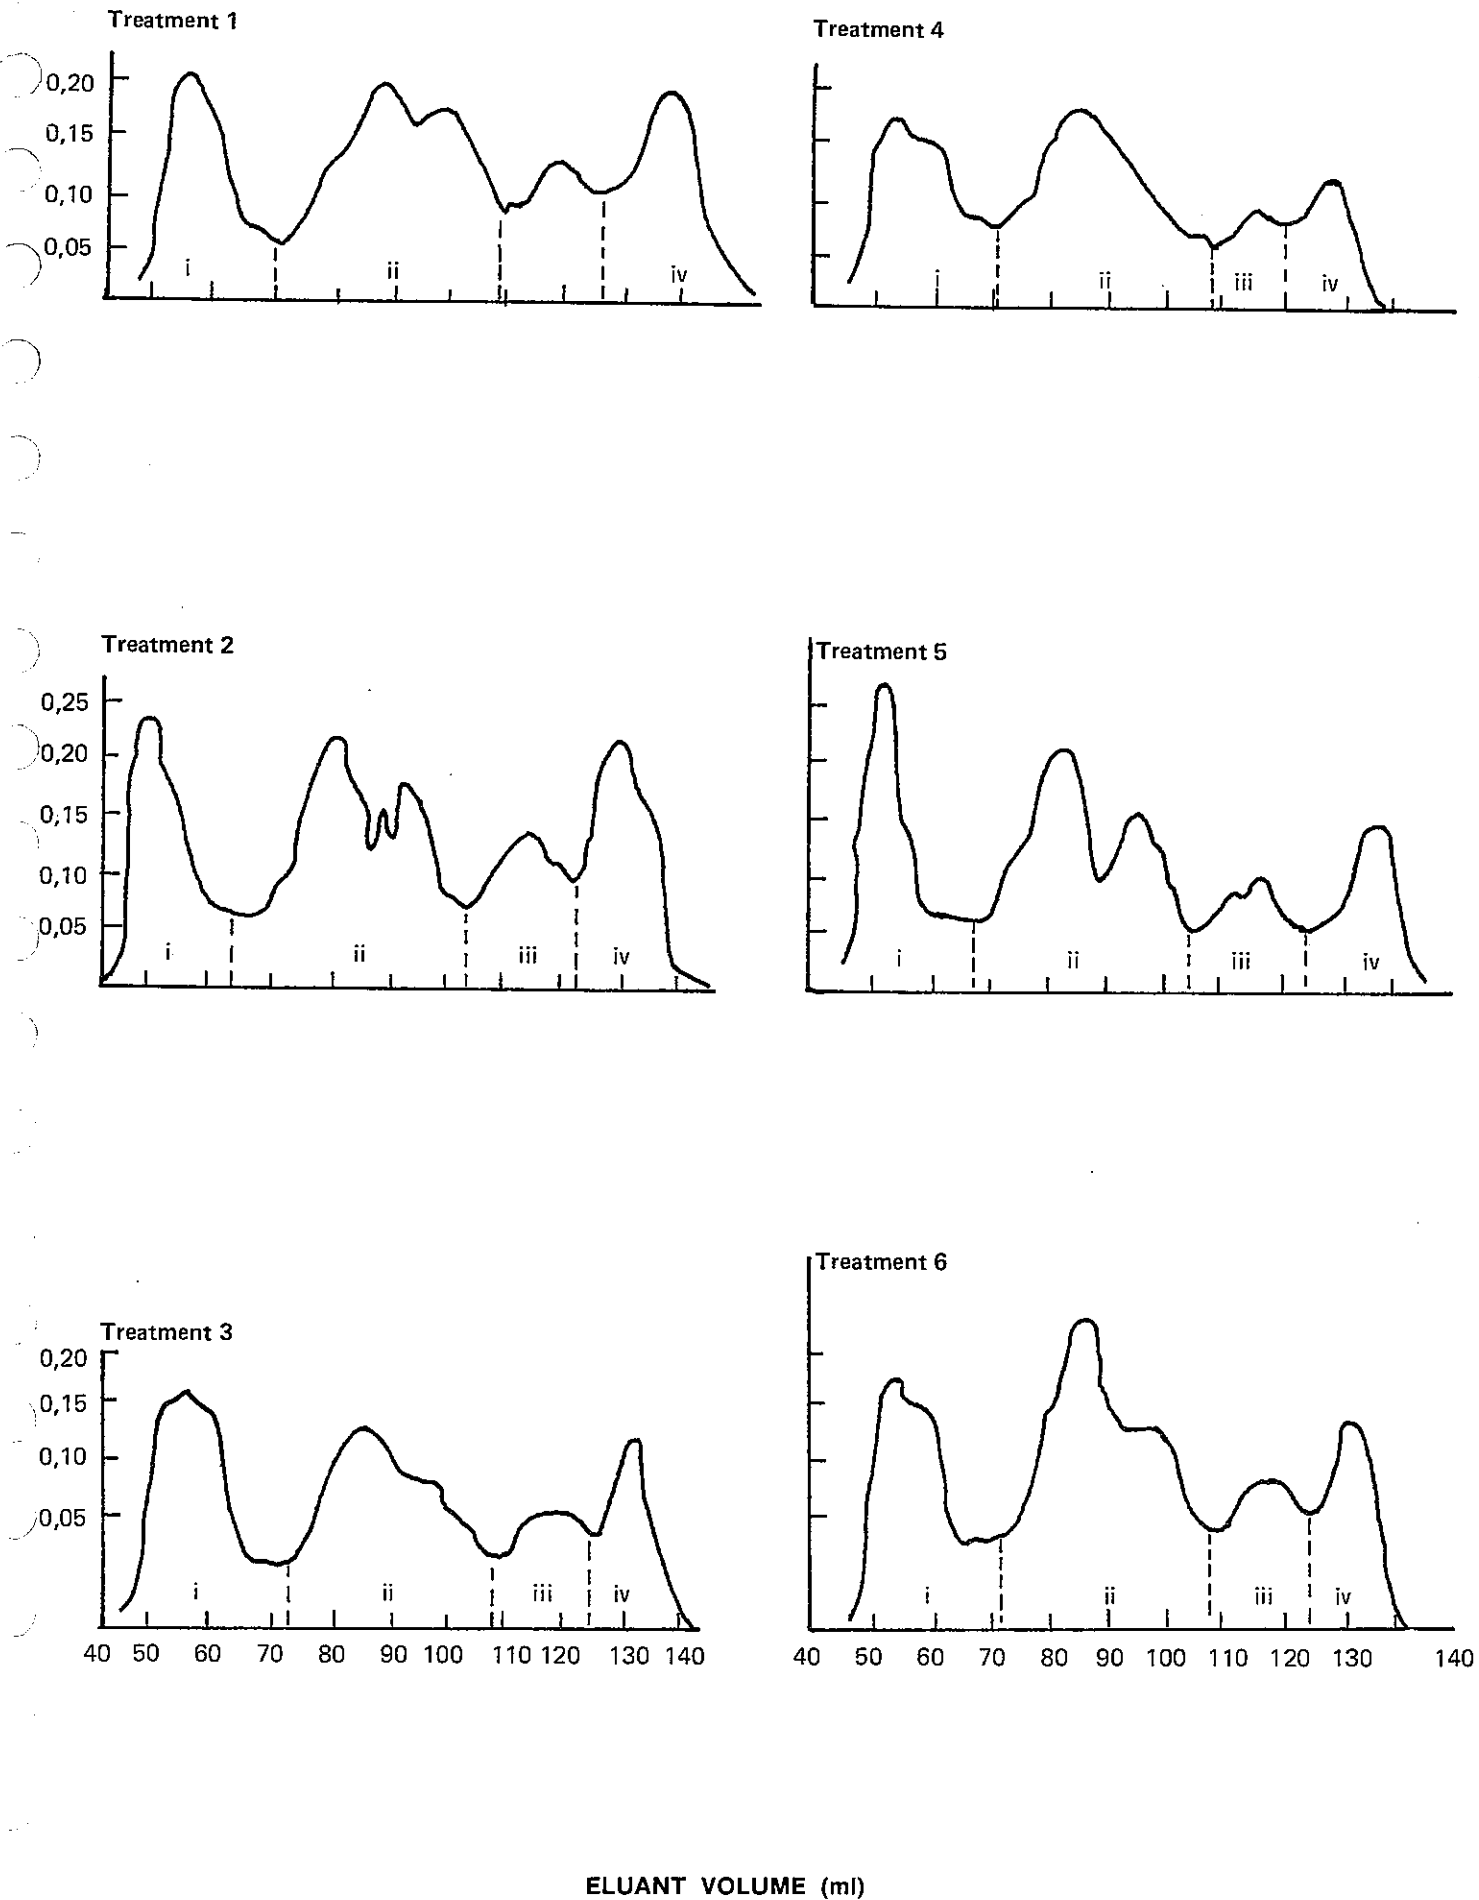 Treatment 1
0,20
0,15
0,10
0,05
i ii iv
Treatment 4
i ii iii iv
Treatment 2
0,25
0,20
0,15
0,10
0,05
i ii iii iv
Treatment 5
i ii iii iv
Treatment 3
0,20
0,15
0,10
0,05
i ii iii iv
40 50 60 70 80 90 100 110 120 130 140
Treatment 6
i ii iii iv
40 50 60 70 80 90 100 110 120 130 140
ELUANT VOLUME (ml)